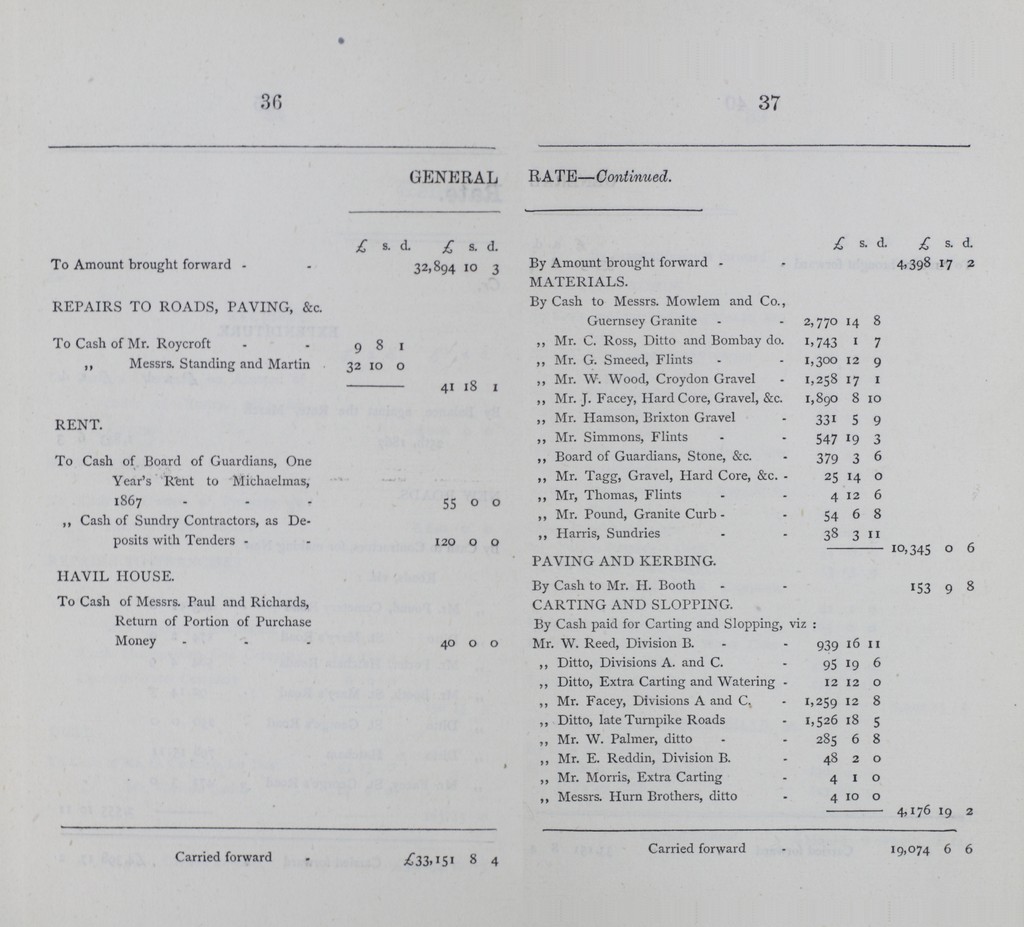 36
GENERAL
£ s. d. £ s. d.
To Amount brought forward - - 32,894 10 3
REPAIRS TO ROADS, PAVING, &c.
To Cash of Mr. Roycroft - - 9 8 1
,, Messrs. Standing and Martin 32 10 0
41 18 1
RENT.
To Cash of Board of Guardians, One
Year's Rent to Michaelmas,
1867 - - - 55 0 0
,, Cash of Sundry Contractors, as De-
posits with Tenders - - 120 0 0
HAVIL HOUSE.
To Cash of Messrs. Paul and Richards,
Return of Portion of Purchase
Money - - - 40 0 0
Carried forward - £33,151 8 4
37
RATE—Continued.
£ s. d. £ s. d.
By Amount brought forward - - 4,398 17 2
MATERIALS.
By Cash to Messrs. Mowlem and Co.,
Guernsey Granite - - 2,770 14 8
,, Mr. C. Ross, Ditto and Bombay do. 1,743 1 7
,, Mr. G. Smeed, Flints - - 1,300 12 9
,, Mr. W. Wood, Croydon Gravel - 1,258 17 1
,, Mr. J. Facey, Hard Core, Gravel, &c. 1,890 8 10
,, Mr. Hamson, Brixton Gravel - 331 5 9
,, Mr. Simmons, Flints - - 547 19 3
,, Board of Guardians, Stone, &c. - 379 3 6
,, Mr. Tagg, Gravel, Hard Core, &c. - 25 14 0
,, Mr, Thomas, Flints - - 4 12 6
,, Mr. Pound, Granite Curb - - 54 6 8
,, Harris, Sundries - - 38 3 11
10,345 0 6
PAVING AND KERBING.
By Cash to Mr. H. Booth - - 153 9 8
CARTING AND SLOPPING.
By Cash paid for Carting and Slopping, viz :
Mr. W. Reed, Division B. - - 939 16 11
,, Ditto, Divisions A. and C. - 95 19 6
,, Ditto, Extra Carting and Watering - 12 12 0
,, Mr. Facey, Divisions A and C. - 1,259 12 8
,, Ditto, late Turnpike Roads - 1,526 18 5
,, Mr. W. Palmer, ditto - - 285 6 8
,, Mr. E. Reddin, Division B. - 48 2 0
,, Mr. Morris, Extra Carting - 4 1 0
,, Messrs. Hurn Brothers, ditto - 4 10 0
4,176 19 2
Carried forward - 19,074 6 6